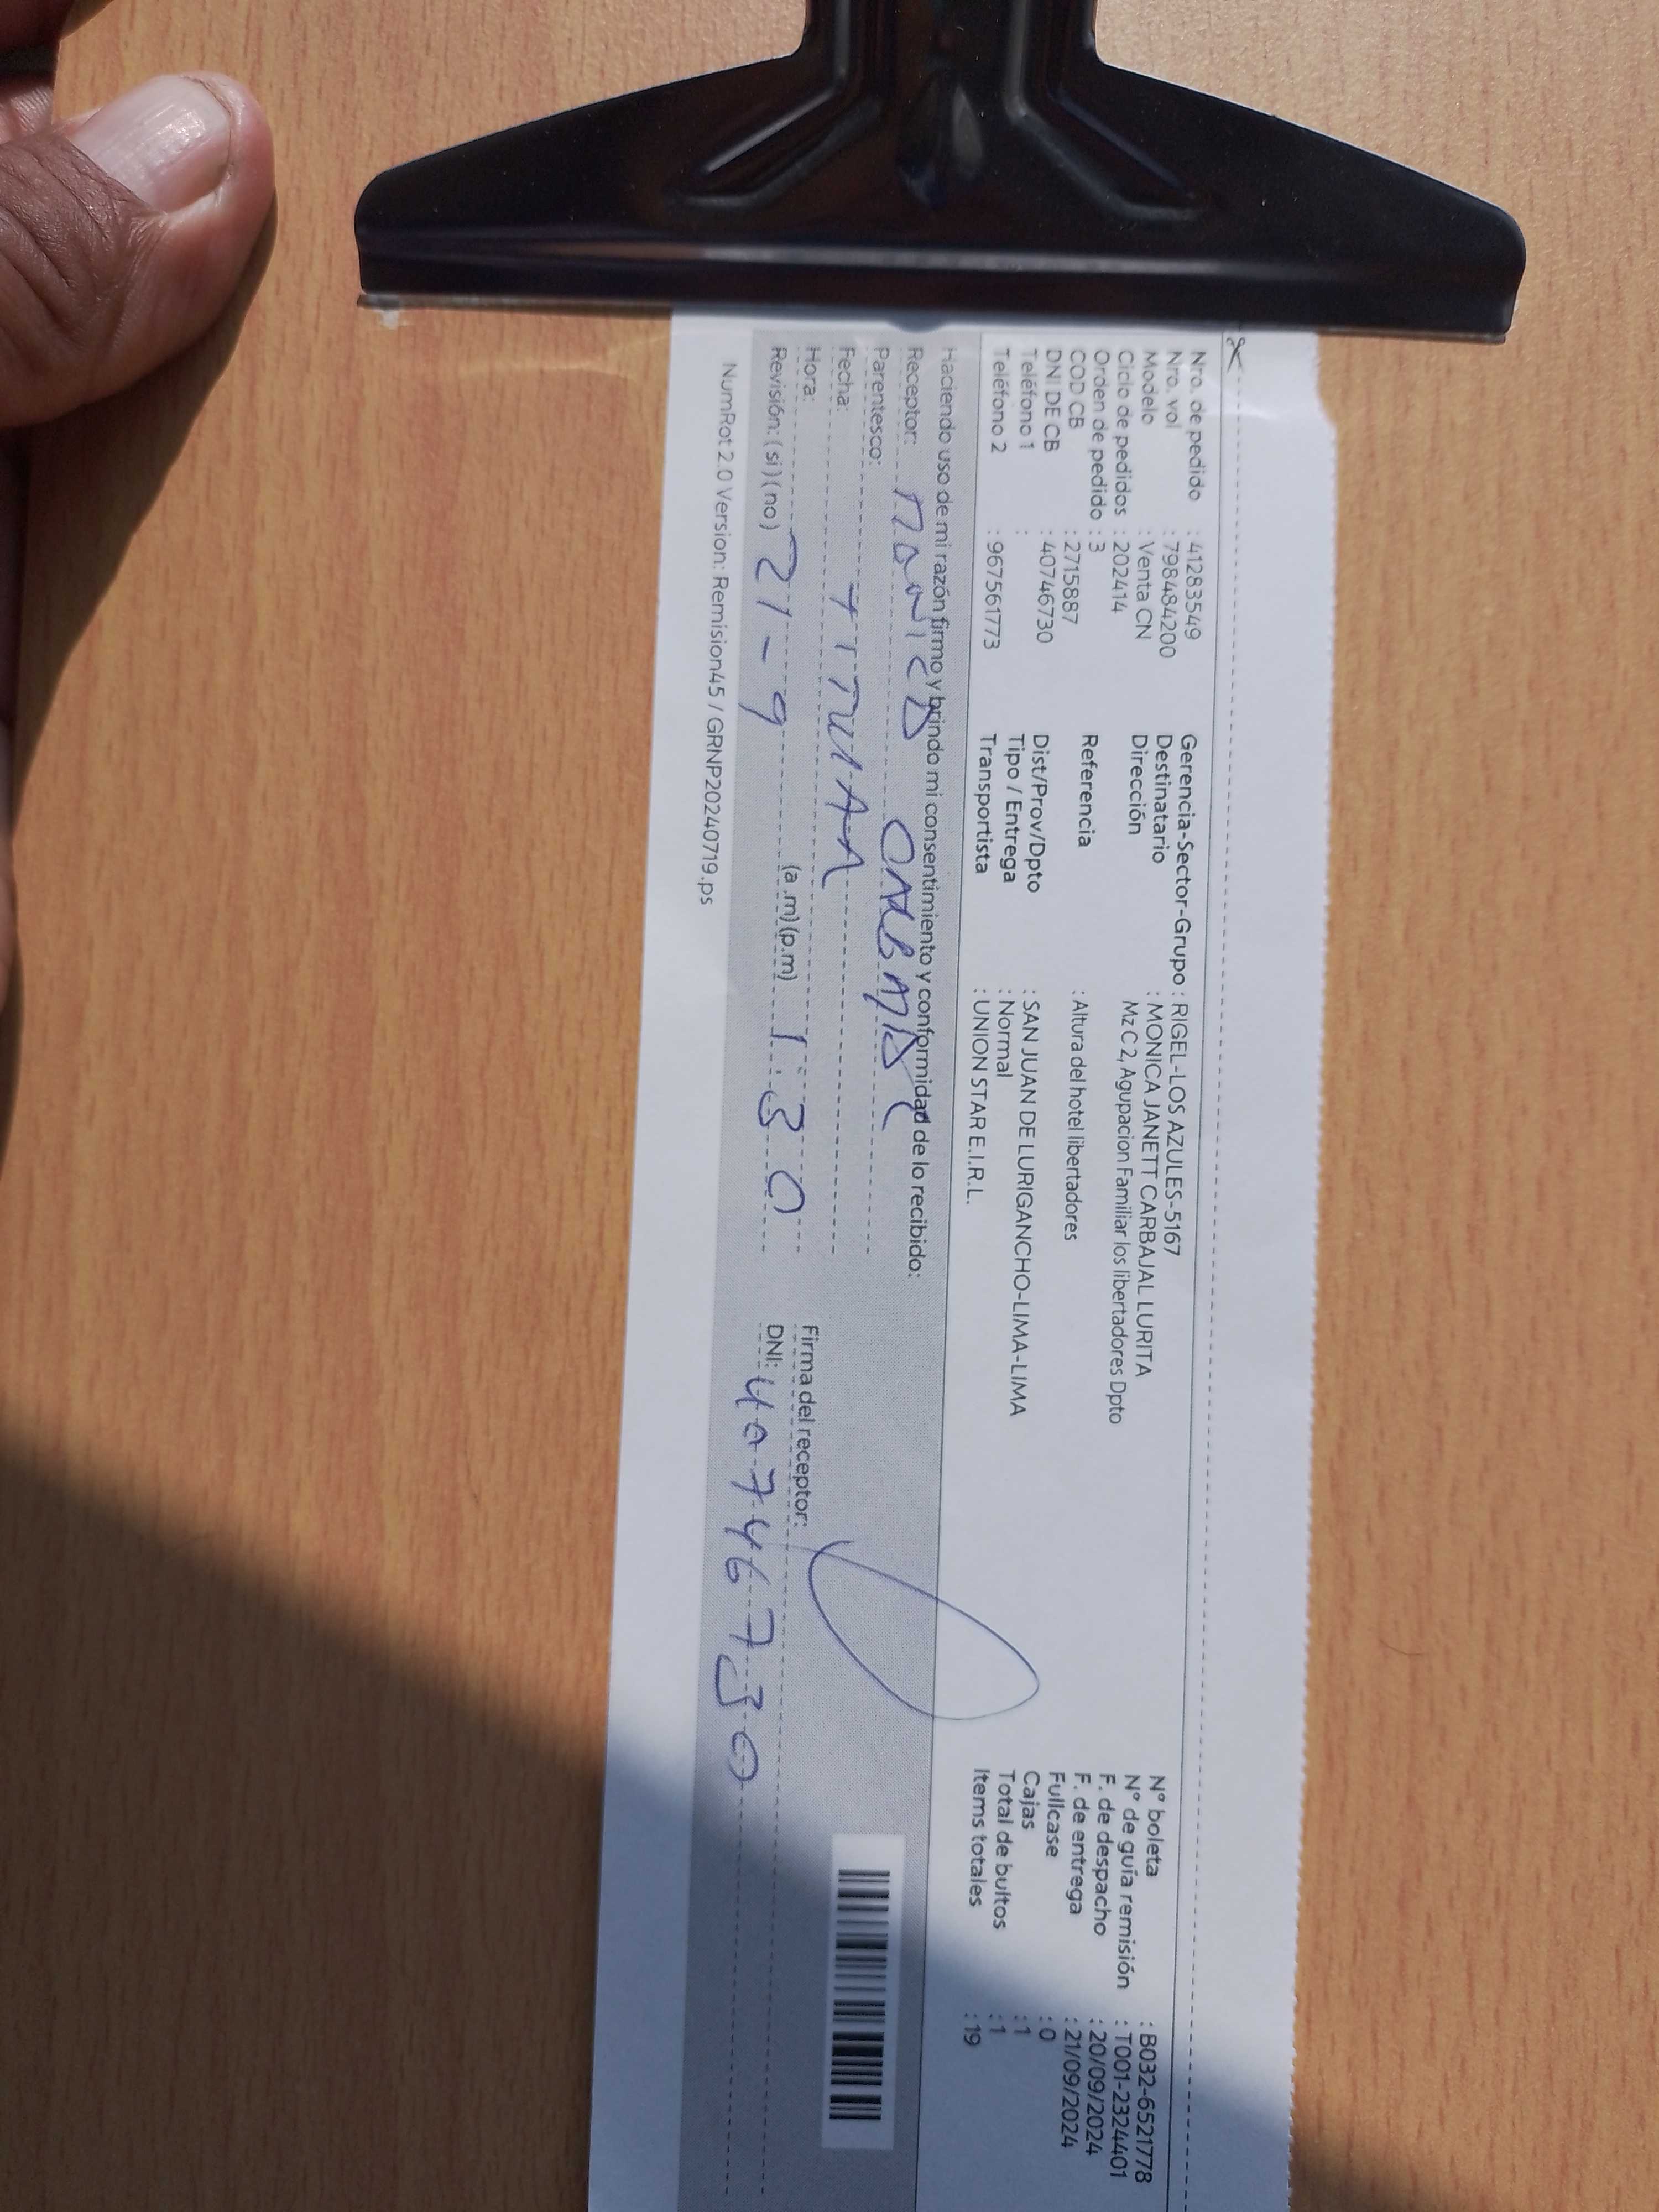 Nro. de pedido : 41283549
Nro. vol : 798484200
Modelo : Venta CN
Ciclo de pedidos : 202414
Orden de pedido : 3
COD CB : 2715887
DNI DE CB : 40746730
Teléfono 1 :
Teléfono 2 : 967561773
Gerencia-Sector-Grupo : RIGEL-LOS AZULES-5167
Destinatario : MONICA JANETT CARBAJAL LURITA
Dirección Mz C 2, Agupacion Familiar los libertadores Dpto
Referencia : Altura del hotel libertadores
Dist/Prov/Dpto : SAN JUAN DE LURIGANCHO-LIMA-LIMA
Tipo / Entrega : Normal
Transportista : UNION STAR E.I.R.L.
N° boleta : B032-6521778
N° de guía remisión : T001-2324401
F. de despacho : 20/09/2024
F. de entrega : 21/09/2024
Fullcase : 0
Cajas : 1
Total de bultos : 1
Items totales : 19
Haciendo uso de mi razón firmo y brindo mi consentimiento y conformidad de lo recibido:
Receptor: MONICA
Parentesco:
Fecha:
Hora: 21-9 1:30
Revisión: (si) (no) (a.m) (p.m)
Firma del receptor:
DNI: 40746730
NumRot 2.0 Version: Remision45 / GRNP20240719.ps